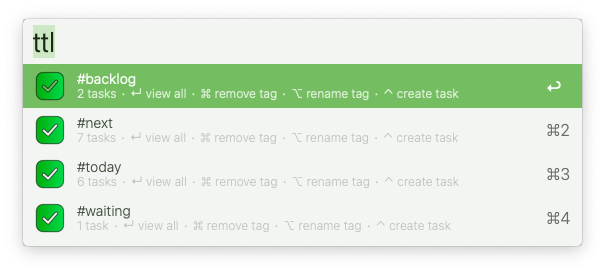 ttl
#backlog
2 tasks · ↩ view all · ⌘ remove tag · ⌥ rename tag · ^ create task
↩
#next
7 tasks · ↩ view all · ⌘ remove tag · ⌥ rename tag · ^ create task
⌘2
#today
6 tasks · ↩ view all · ⌘ remove tag · ⌥ rename tag · ^ create task
⌘3
#waiting
1 task · ↩ view all · ⌘ remove tag · ⌥ rename tag · ^ create task
⌘4